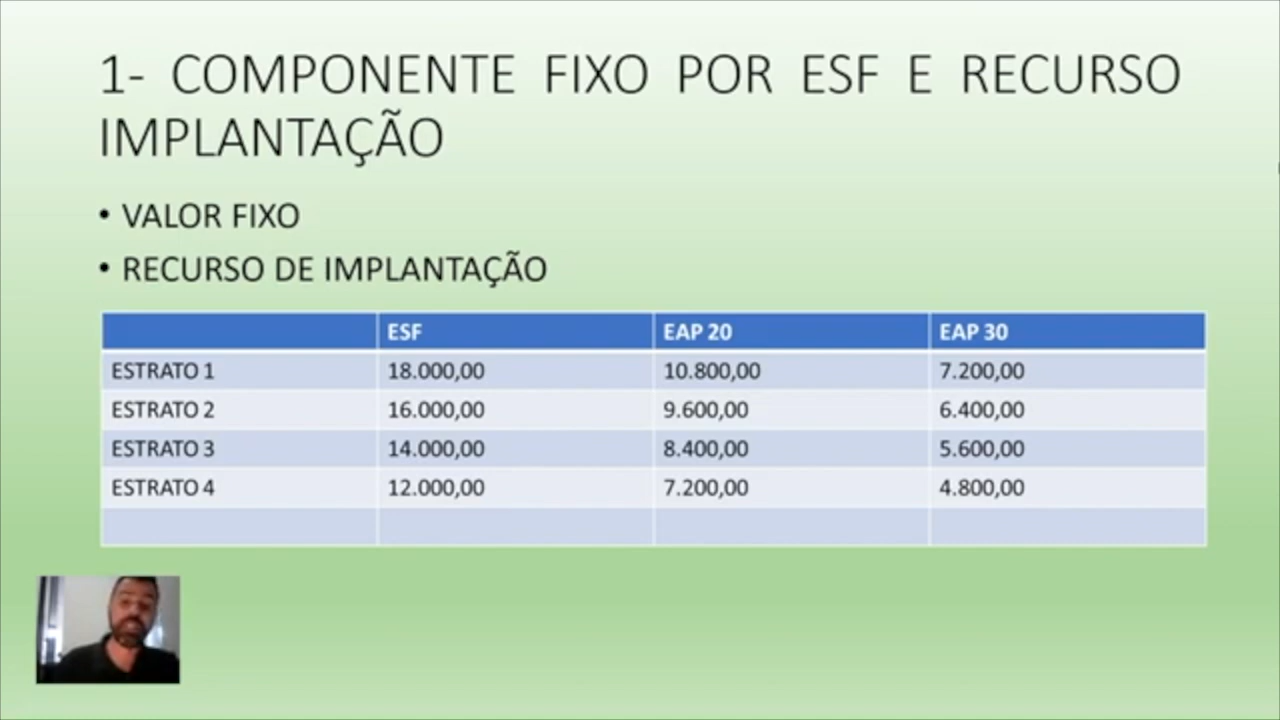 1- COMPONENTE FIXO POR ESF E RECURSO
IMPLANTAÇÃO
• VALOR FIXO
• RECURSO DE IMPLANTAÇÃO
ESF EAP 20 EAP 30
ESTRATO 1 18.000,00 10.800,00 7.200,00
ESTRATO 2 16.000,00 9.600,00 6.400,00
ESTRATO 3 14.000,00 8.400,00 5.600,00
ESTRATO 4 12.000,00 7.200,00 4.800,00